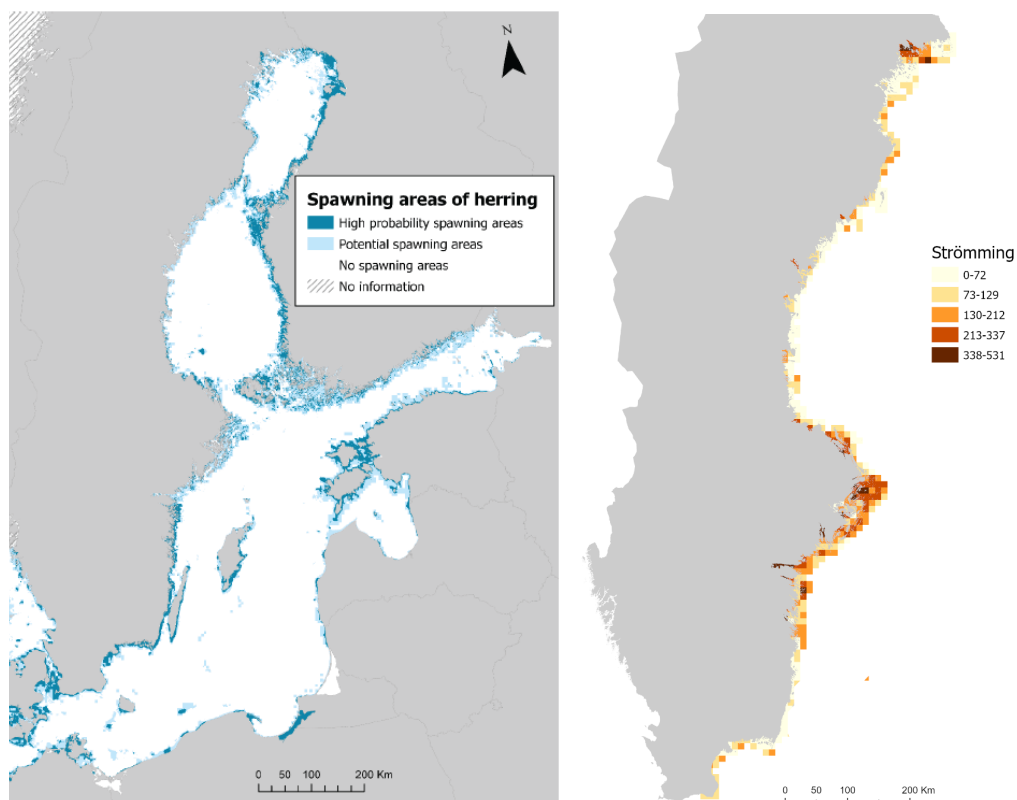 N
Spawning areas of herring
High probability spawning areas
Potential spawning areas
No spawning areas
No information
0 50 100 200 Km
Strömming
0-72
73-129
130-212
213-337
338-531
0 50 100 200 Km